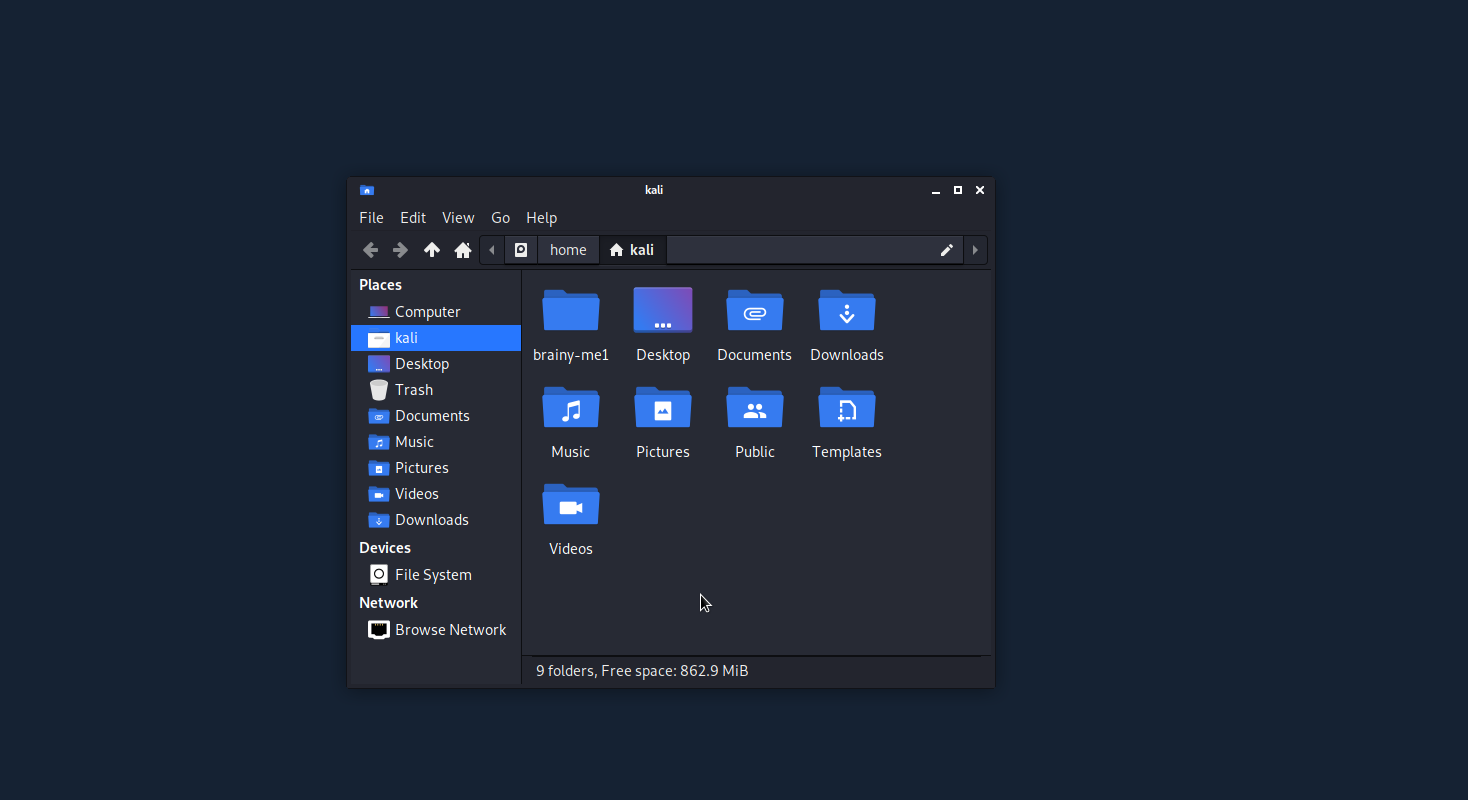 kali
File Edit View Go Help
home kali
Places
Computer
kali
Desktop
Trash
Documents
Music
Pictures
Videos
Downloads
Devices
File System
Network
Browse Network
brainy-me1 Desktop Documents Downloads
Music Pictures Public Templates
Videos
9 folders, Free space: 862.9 MiB